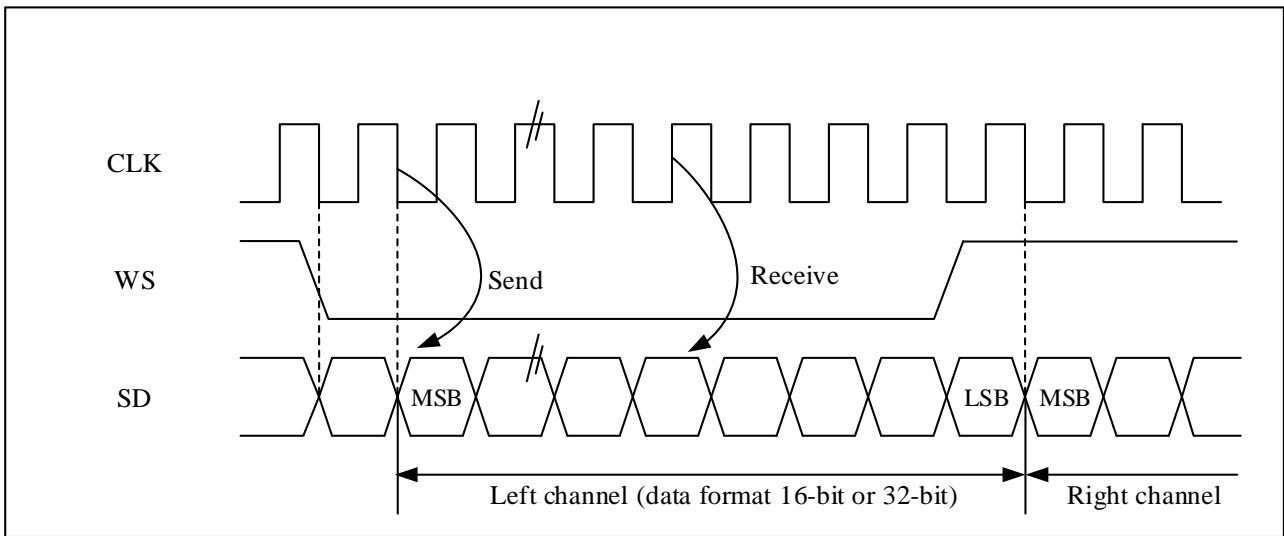 CLK
WS
Send
Receive
SD
MSB
LSB
MSB
Left channel (data format 16-bit or 32-bit)
Right channel